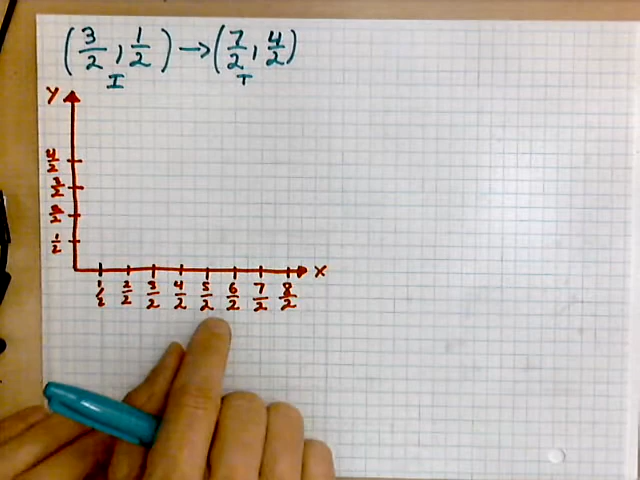 (3/2, 1/2) → (7/2, 4/2)
I T
Y
4/2
3/2
2/2
1/2
X
1/2 2/2 3/2 4/2 5/2 6/2 7/2 8/2